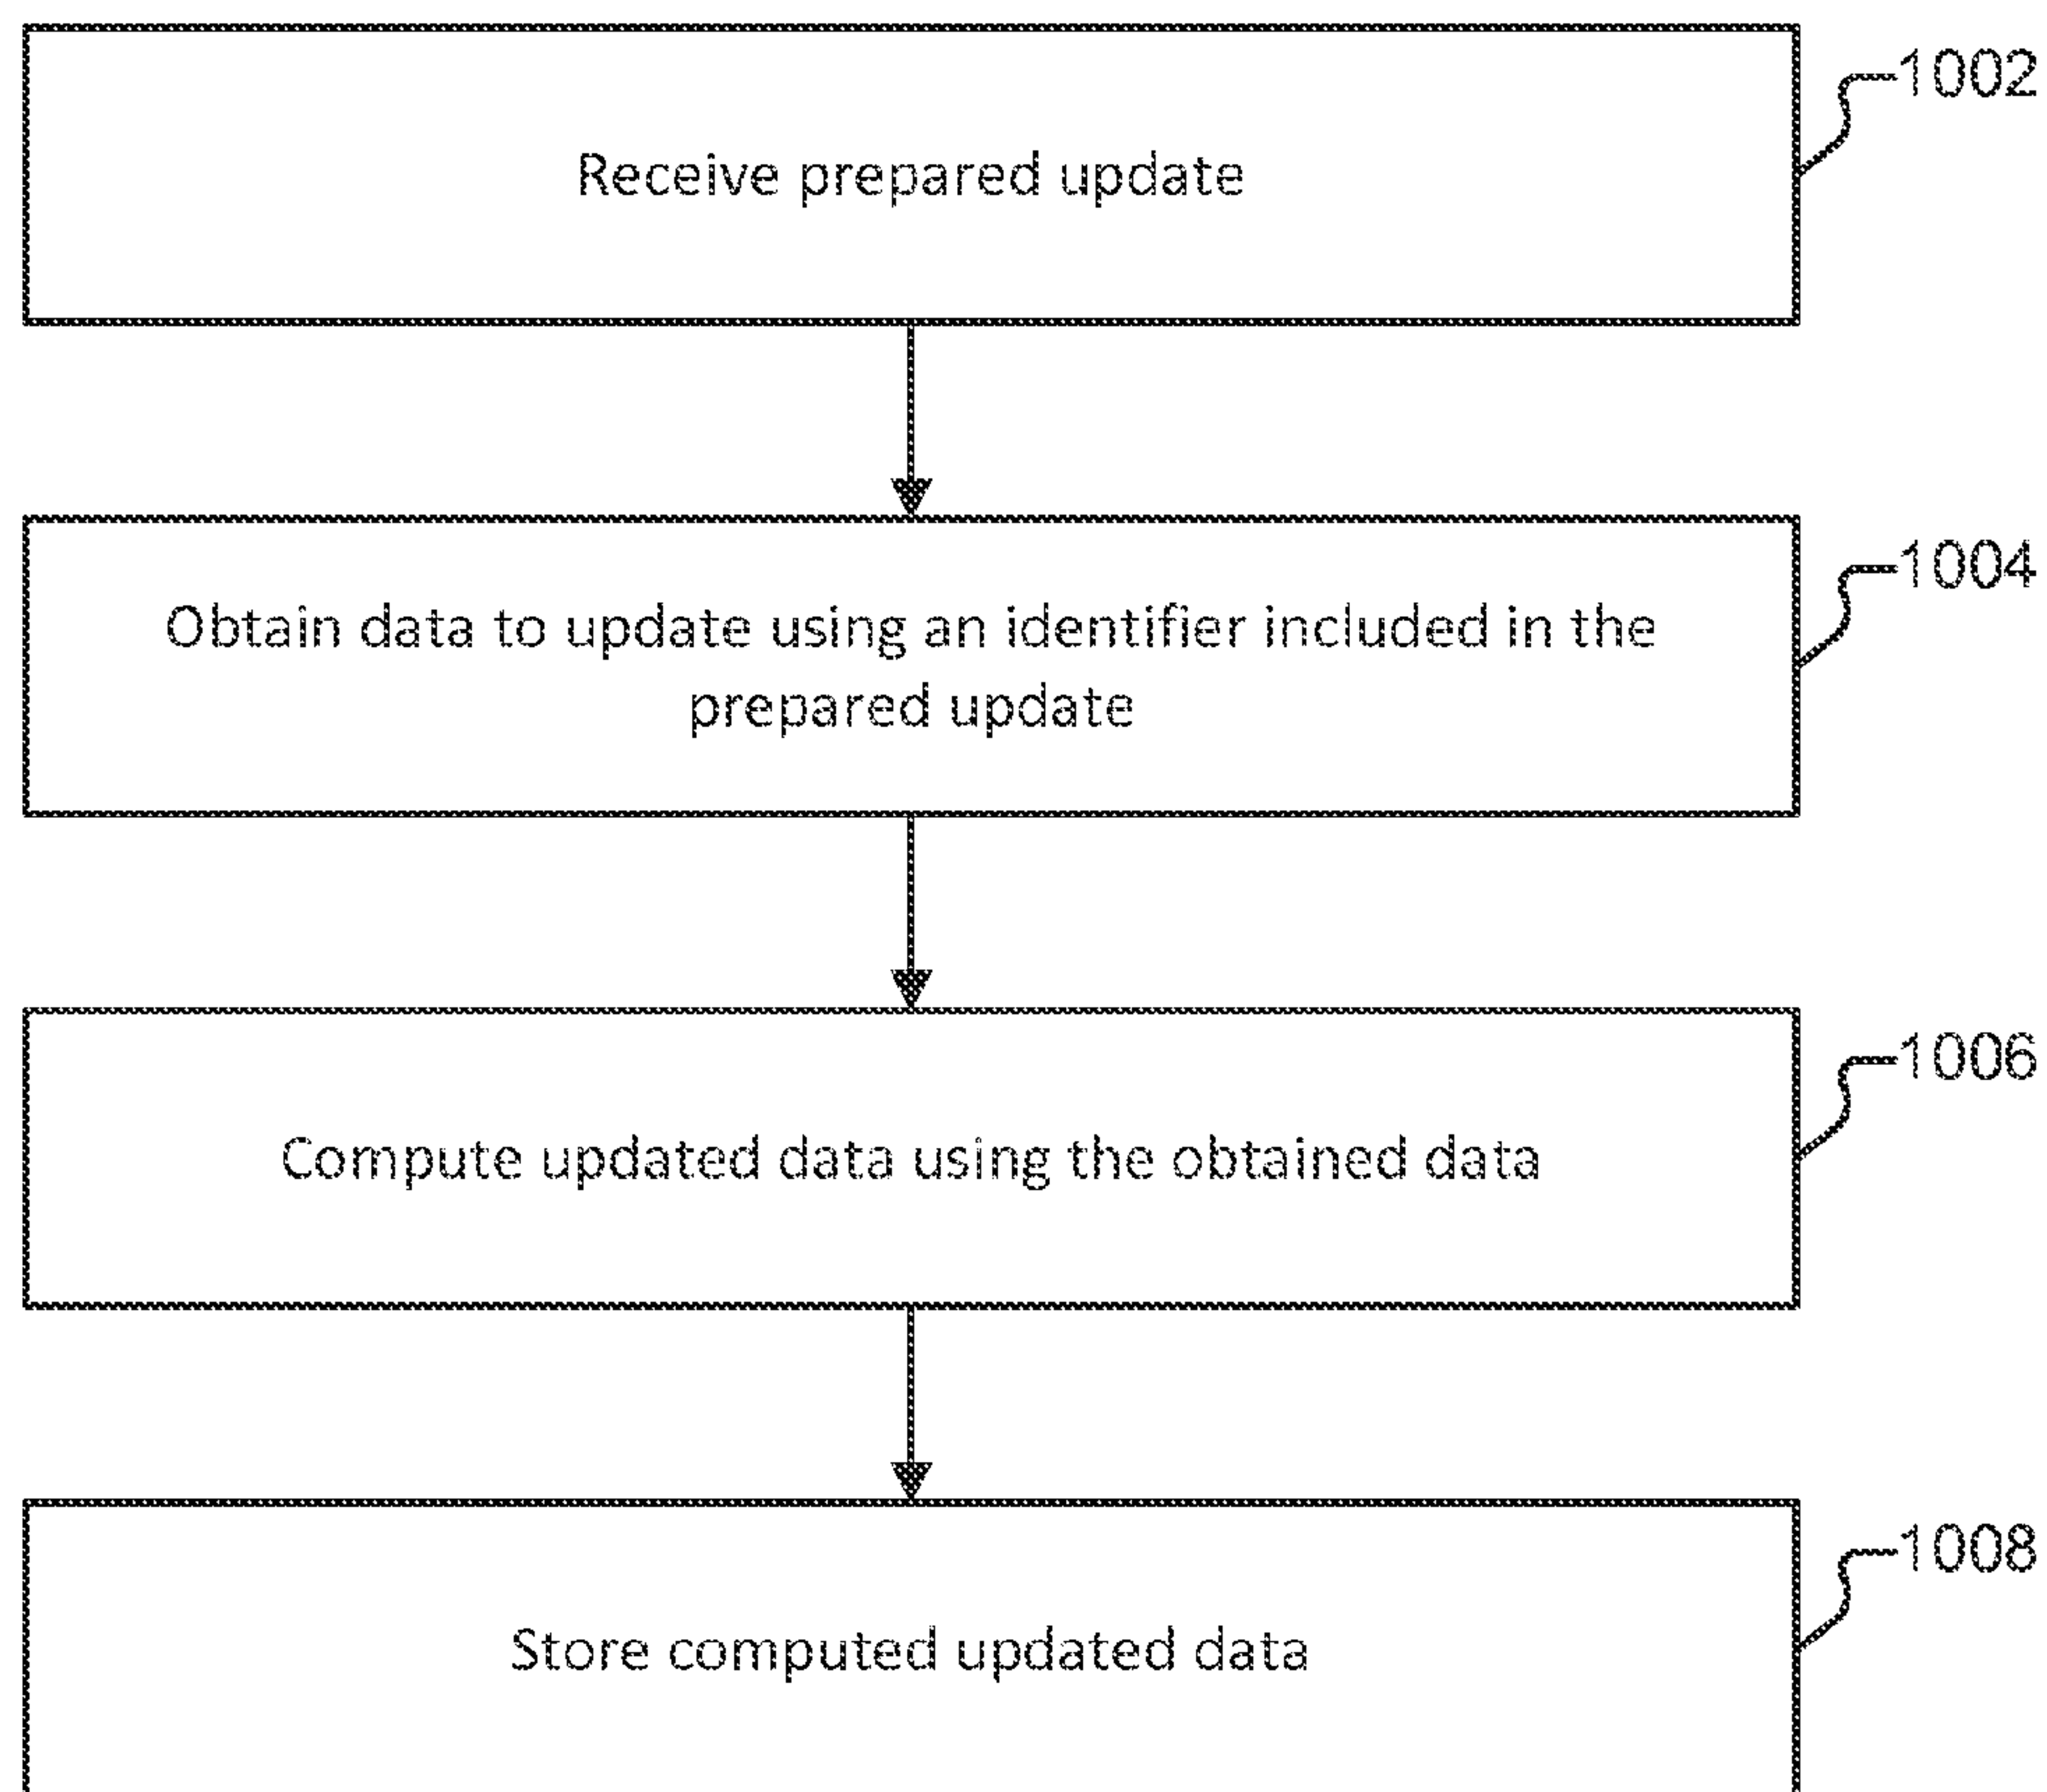 1002
Receive prepared update
1004
Obtain data to update using an identifier included in the
prepared update
1006
Compute updated data using the obtained data
1008
Store computed updated data